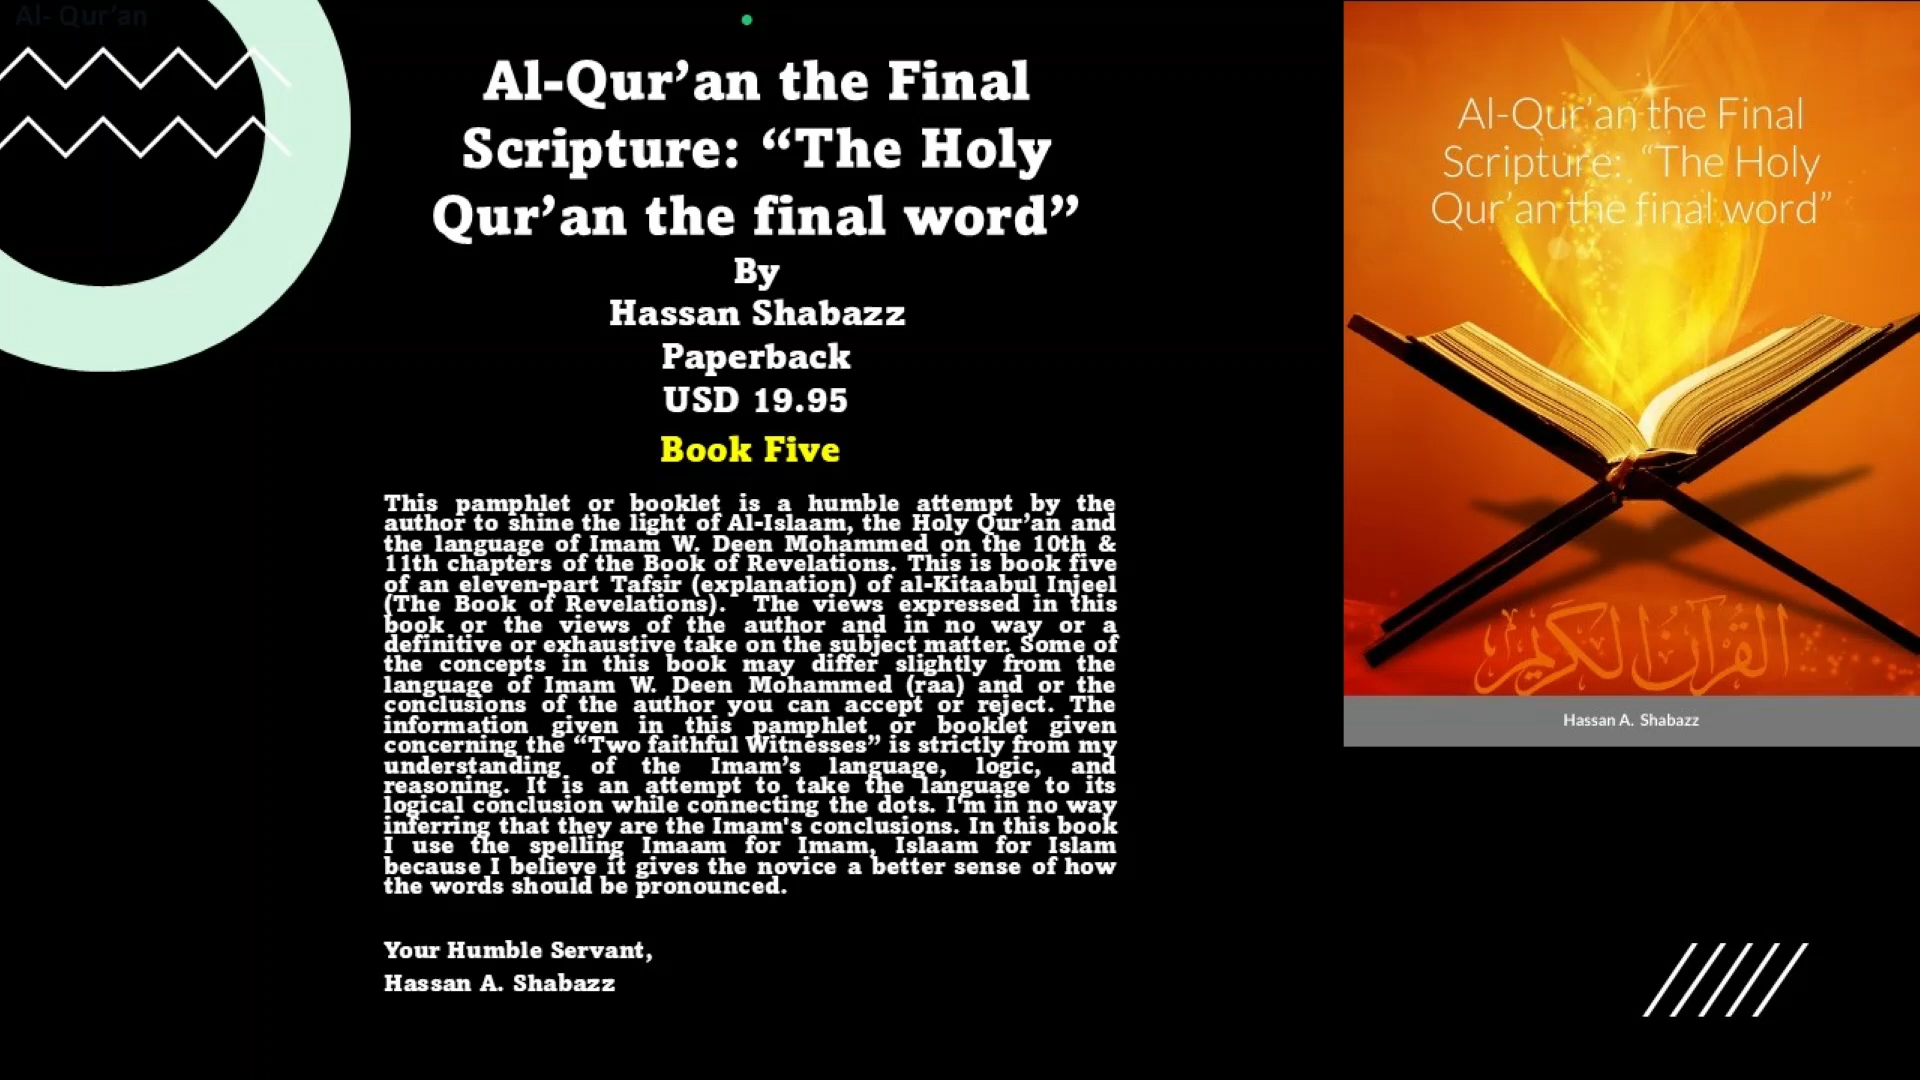 Al- Qur’an
Al-Qur’an the Final
Scripture: “The Holy
Qur’an the final word”
By
Hassan Shabazz
Paperback
USD 19.95
Book Five
This pamphlet or booklet is a humble attempt by the
author to shine the light of Al-Islaam, the Holy Qur’an and
the language of Imam W. Deen Mohammed on the 10th &
11th chapters of the Book of Revelations. This is book five
of an eleven-part Tafsir (explanation) of al-Kitaabul Injeel
(The Book of Revelations). The views expressed in this
book or the views of the author and in no way or a
definitive or exhaustive take on the subject matter. Some of
the concepts in this book may differ slightly from the
language of Imam W. Deen Mohammed (raa) and or the
conclusions of the author you can accept or reject. The
information given in this pamphlet or booklet given
concerning the “Two faithful Witnesses” is strictly from my
understanding of the Imam’s language, logic, and
reasoning. It is an attempt to take the language to its
logical conclusion while connecting the dots. I'm in no way
inferring that they are the Imam's conclusions. In this book
I use the spelling Imaam for Imam, Islaam for Islam
because I believe it gives the novice a better sense of how
the words should be pronounced.
Your Humble Servant,
Hassan A. Shabazz
Al-Qur’an the Final
Scripture: “The Holy
Qur’an the final word”
القرآن الكريم
Hassan A. Shabazz